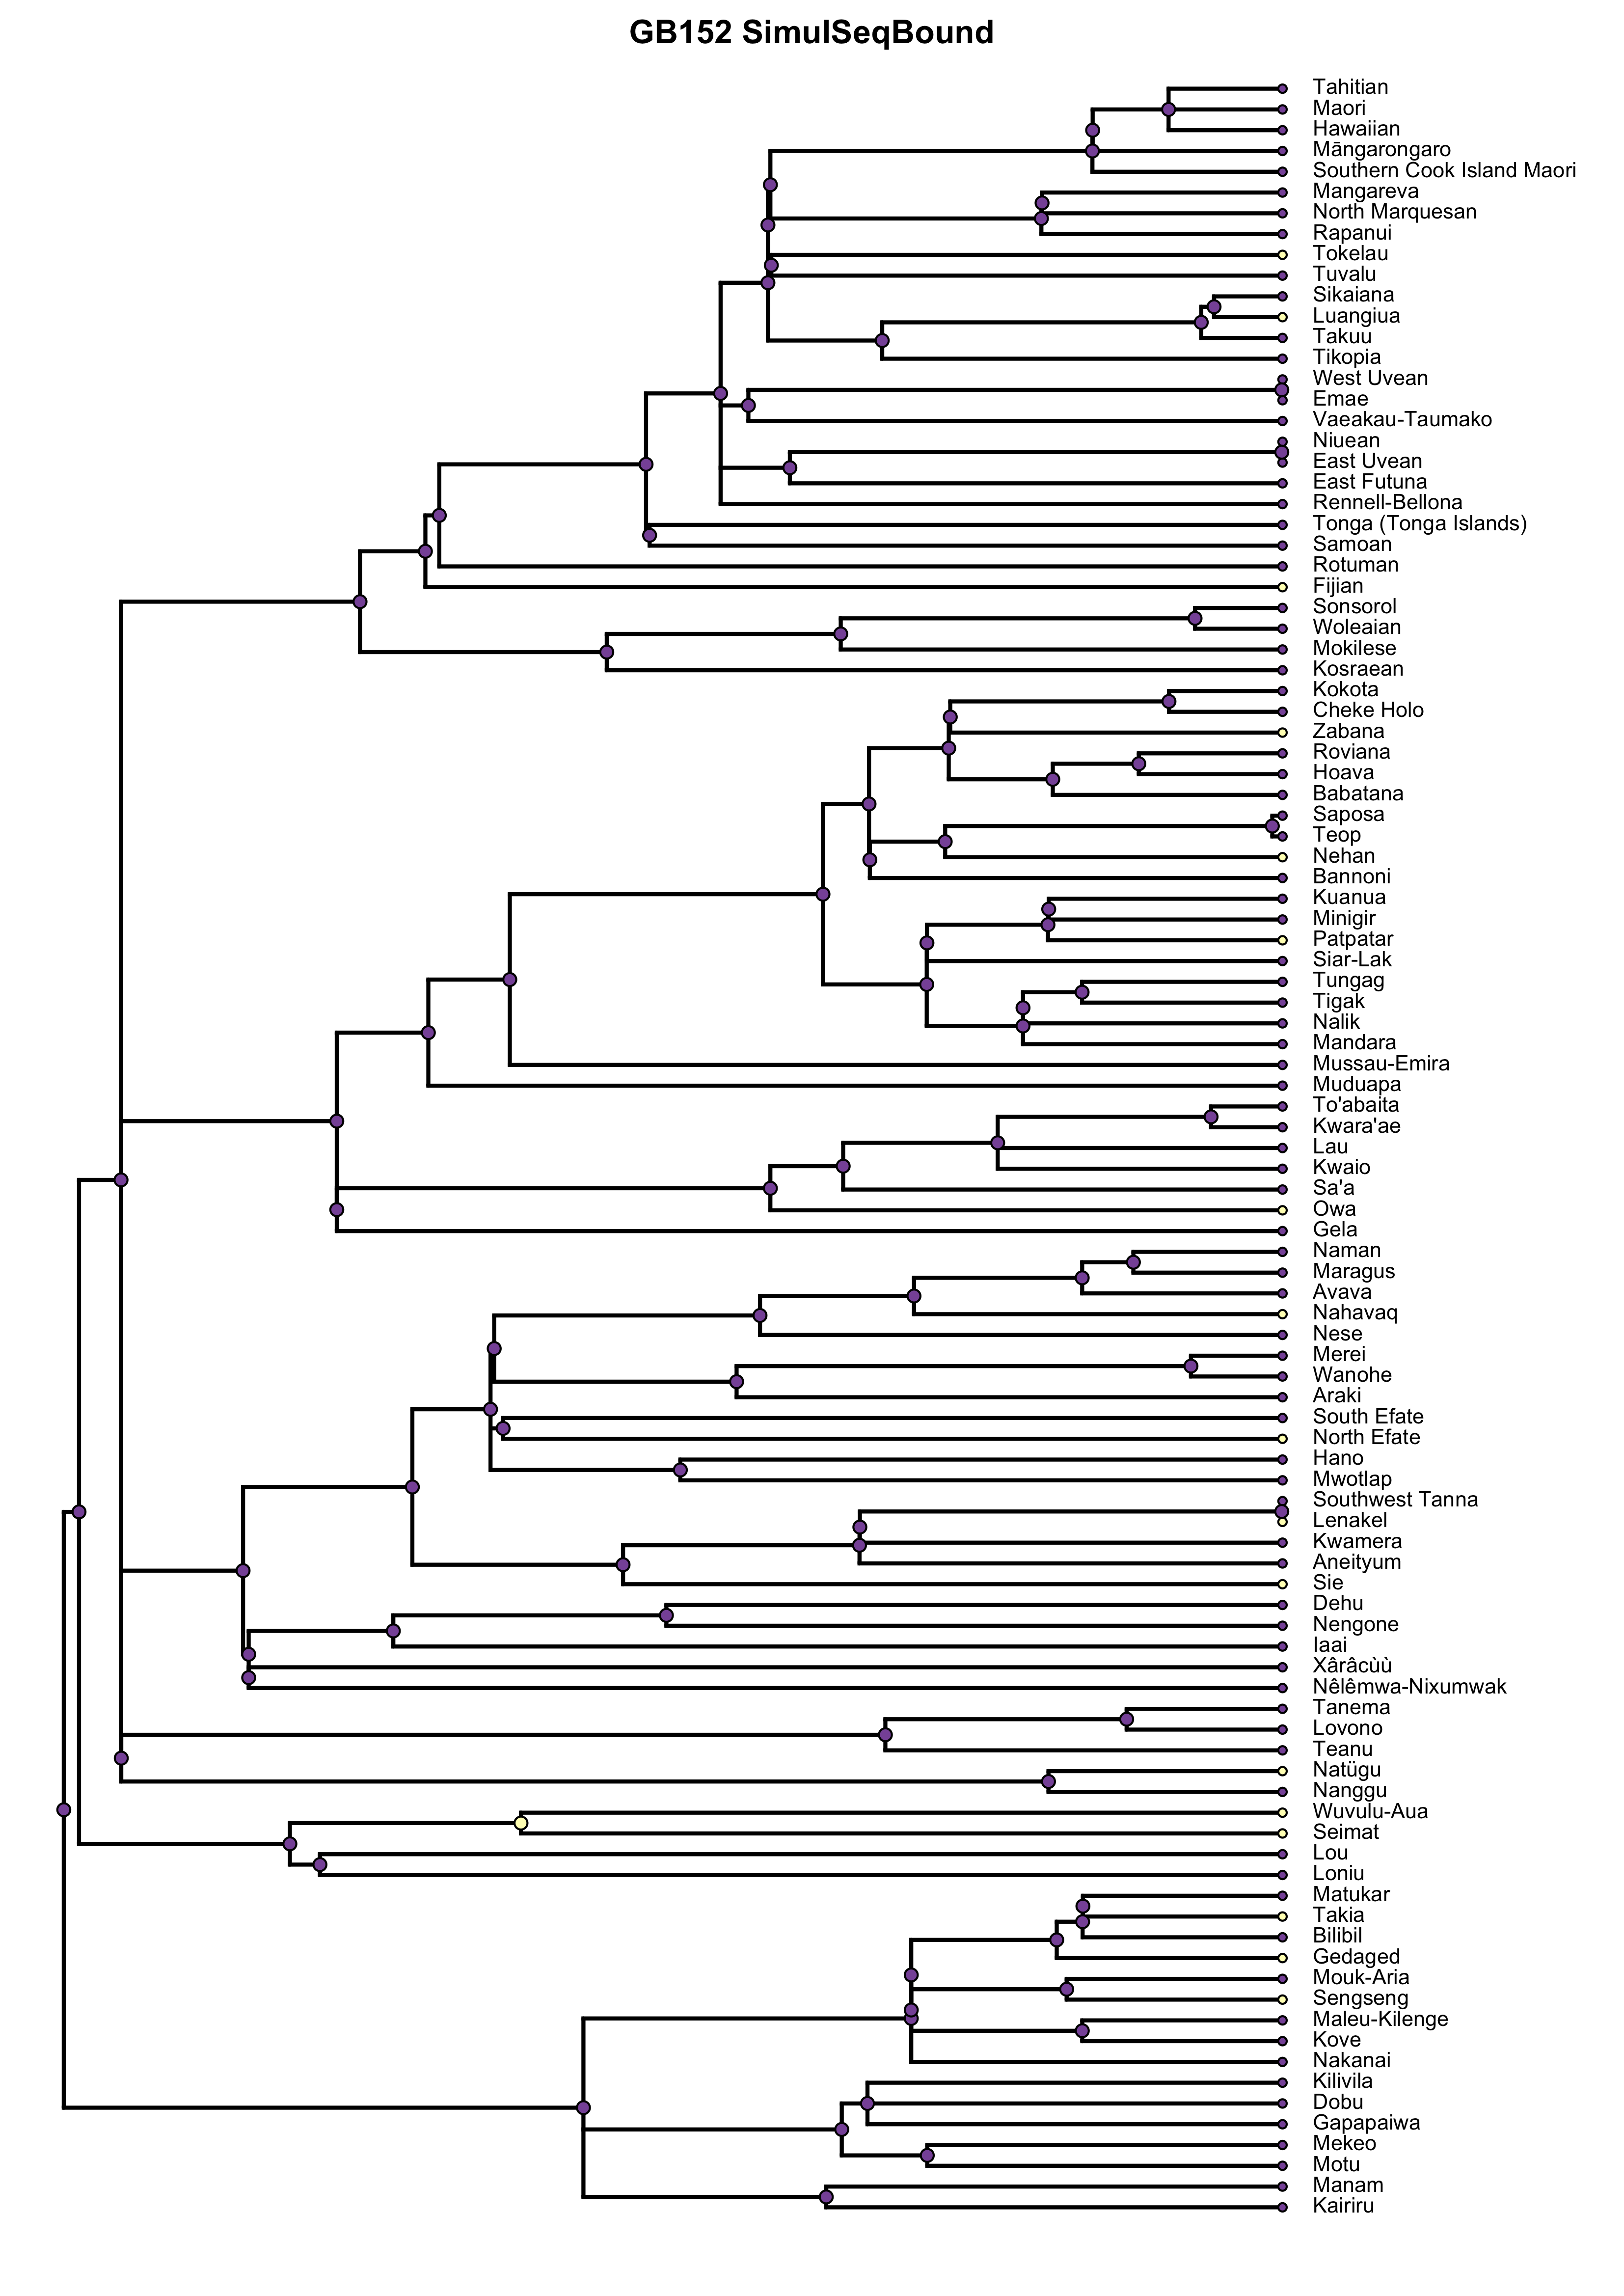 GB152 SimulSeqBound
Tahitian
Maori
Hawaiian
Māngarongaro
Southern Cook Island Maori
Mangareva
North Marquesan
Rapanui
Tokelau
Tuvalu
Sikaiana
Luangiua
Takuu
Tikopia
West Uvean
Emae
Vaeakau-Taumako
Niuean
East Uvean
East Futuna
Rennell-Bellona
Tonga (Tonga Islands)
Samoan
Rotuman
Fijian
Sonsorol
Woleaian
Mokilese
Kosraean
Kokota
Cheke Holo
Zabana
Roviana
Hoava
Babatana
Saposa
Teop
Nehan
Bannoni
Kuanua
Minigir
Patpatar
Siar-Lak
Tungag
Tigak
Nalik
Mandara
Mussau-Emira
Muduapa
To'abaita
Kwara'ae
Lau
Kwaio
Sa'a
Owa
Gela
Naman
Maragus
Avava
Nahavaq
Nese
Merei
Wanohe
Araki
South Efate
North Efate
Hano
Mwotlap
Southwest Tanna
Lenakel
Kwamera
Aneityum
Sie
Dehu
Nengone
Iaai
Xârâcùù
Nêlêmwa-Nixumwak
Tanema
Lovono
Teanu
Natügu
Nanggu
Wuvulu-Aua
Seimat
Lou
Loniu
Matukar
Takia
Bilibil
Gedaged
Mouk-Aria
Sengseng
Maleu-Kilenge
Kove
Nakanai
Kilivila
Dobu
Gapapaiwa
Mekeo
Motu
Manam
Kairiru